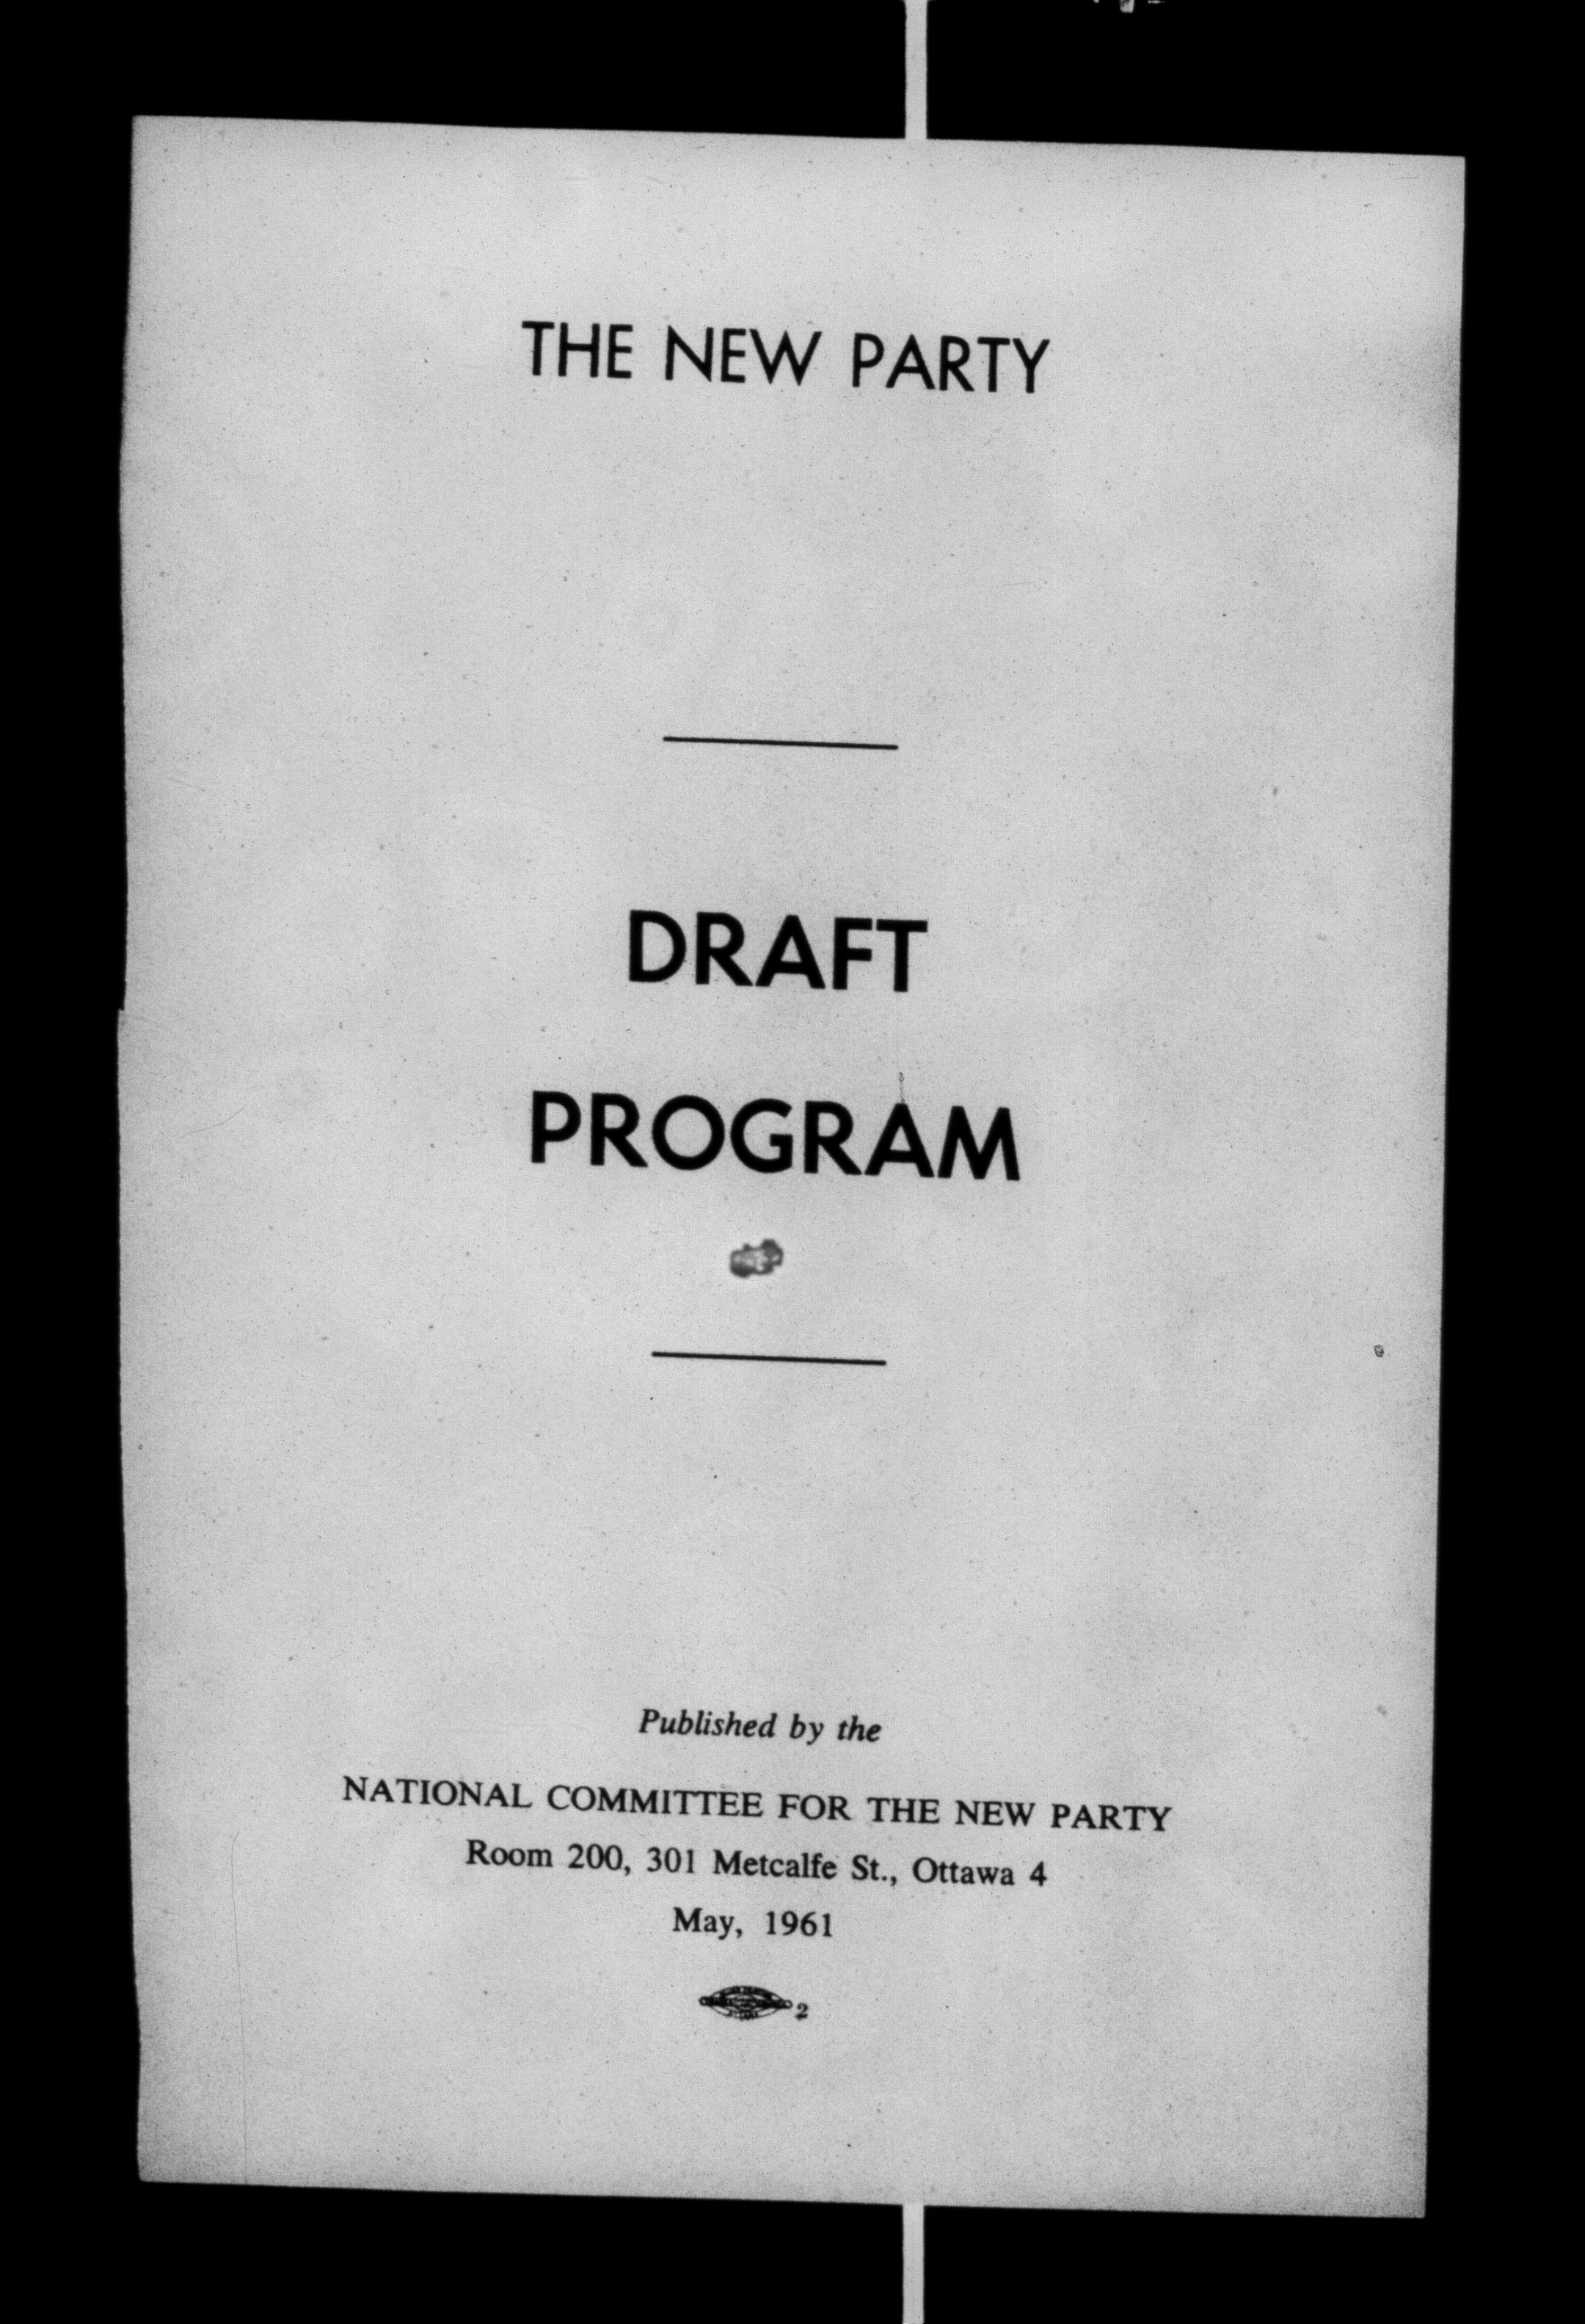 THE NEW PARTY
DRAFT
PROGRAM
Published by the
NATIONAL COMMITTEE FOR THE NEW PARTY
Room 200, 301 Metcalfe St., Ottawa 4
May, 1961
2